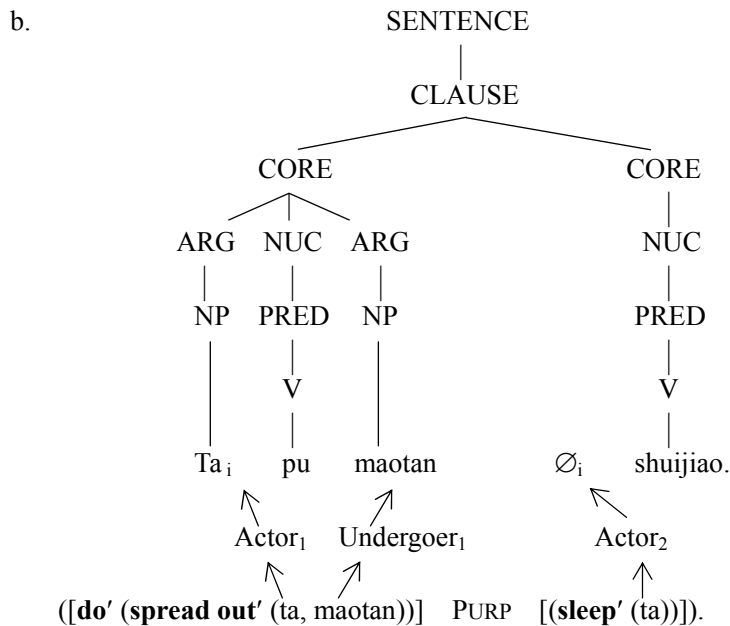 b.
SENTENCE
CLAUSE
CORE CORE
ARG NUC ARG NUC
NP PRED NP PRED
V V
Ta i pu maotan ∅i shuijiao.
Actor1 Undergoer1 Actor2
([do′ (spread out′ (ta, maotan))] PURP [(sleep′ (ta))]).